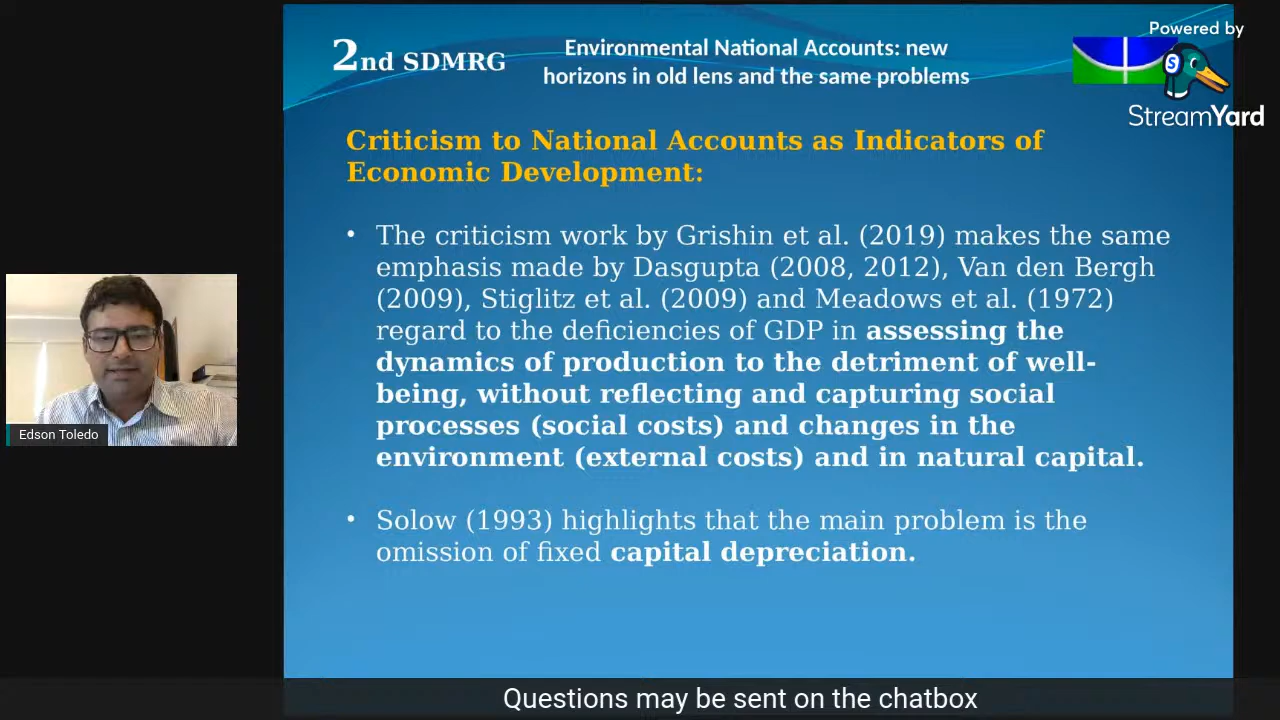 2nd SDMRG
Environmental National Accounts: new
horizons in old lens and the same problems
Powered by
S
StreamYard
Criticism to National Accounts as Indicators of
Economic Development:
• The criticism work by Grishin et al. (2019) makes the same
emphasis made by Dasgupta (2008, 2012), Van den Bergh
(2009), Stiglitz et al. (2009) and Meadows et al. (1972)
regard to the deficiencies of GDP in assessing the
dynamics of production to the detriment of well-
being, without reflecting and capturing social
processes (social costs) and changes in the
environment (external costs) and in natural capital.
• Solow (1993) highlights that the main problem is the
omission of fixed capital depreciation.
Edson Toledo
Questions may be sent on the chatbox